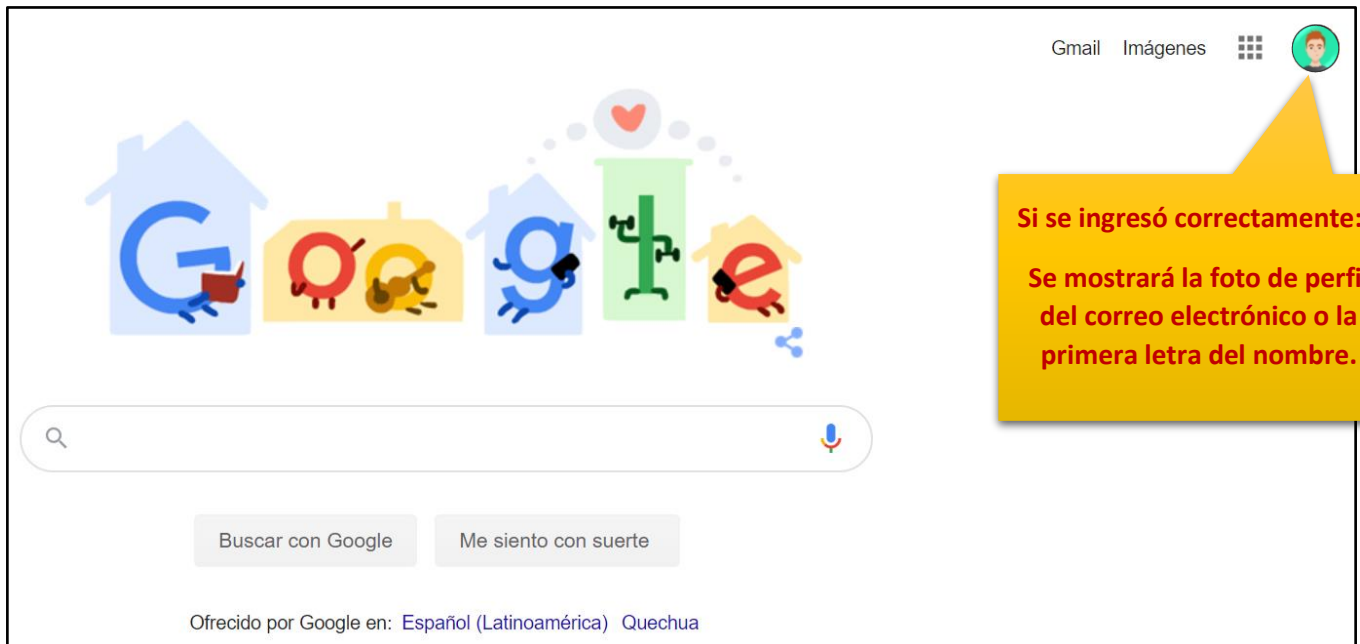 Gmail Imágenes
Google
Si se ingresó correctamente:
Se mostrará la foto de perfi
del correo electrónico o la
primera letra del nombre.
Buscar con Google Me siento con suerte
Ofrecido por Google en: Español (Latinoamérica) Quechua